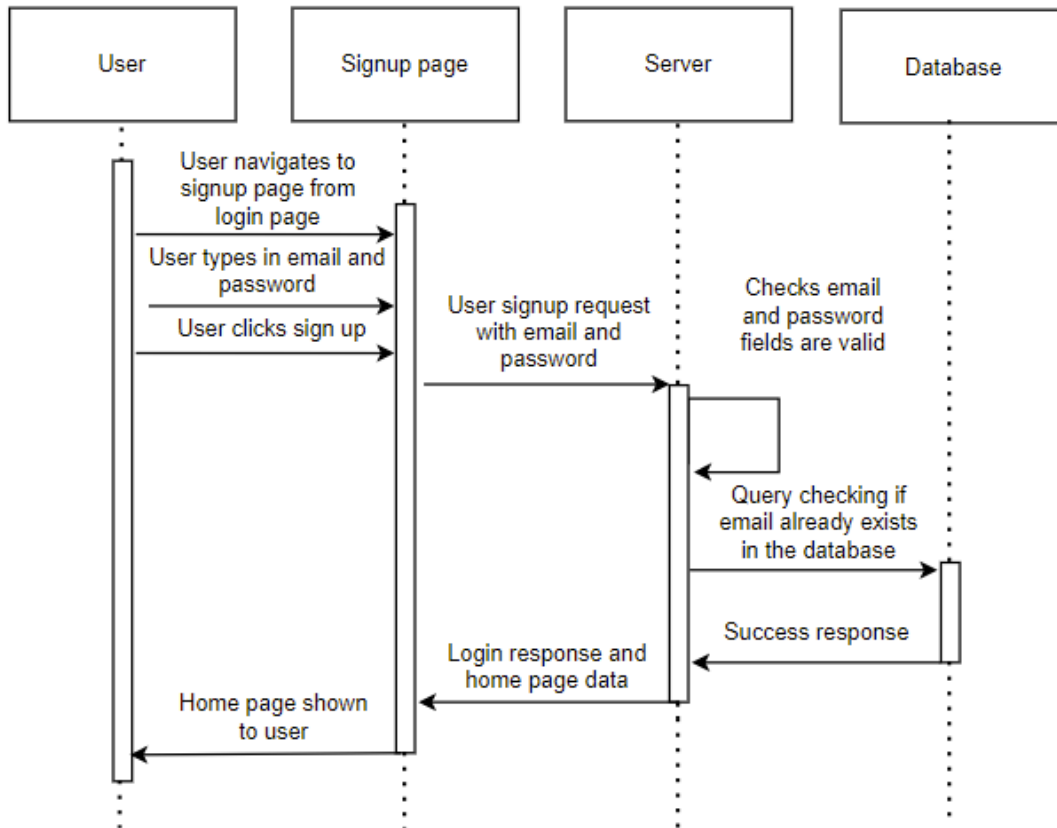 User
Signup page
Server
Database
User navigates to
signup page from
login page
User types in email and
password
User clicks sign up
User signup request
with email and
password
Checks email
and password
fields are valid
Query checking if
email already exists
in the database
Success response
Login response and
home page data
Home page shown
to user